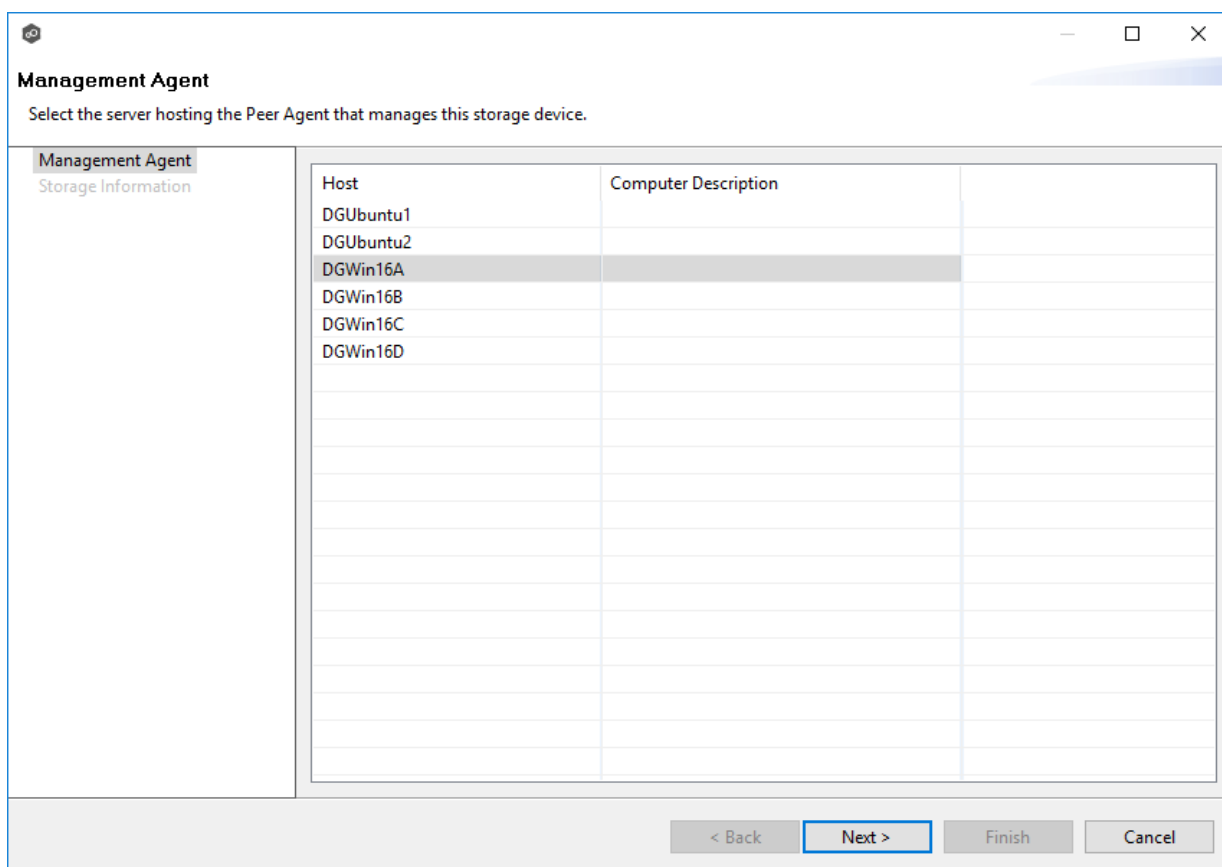 Management Agent
Select the server hosting the Peer Agent that manages this storage device.
Management Agent
Storage Information
Host Computer Description
DGUbuntu1
DGUbuntu2
DGWin16A
DGWin16B
DGWin16C
DGWin16D
< Back Next > Finish Cancel